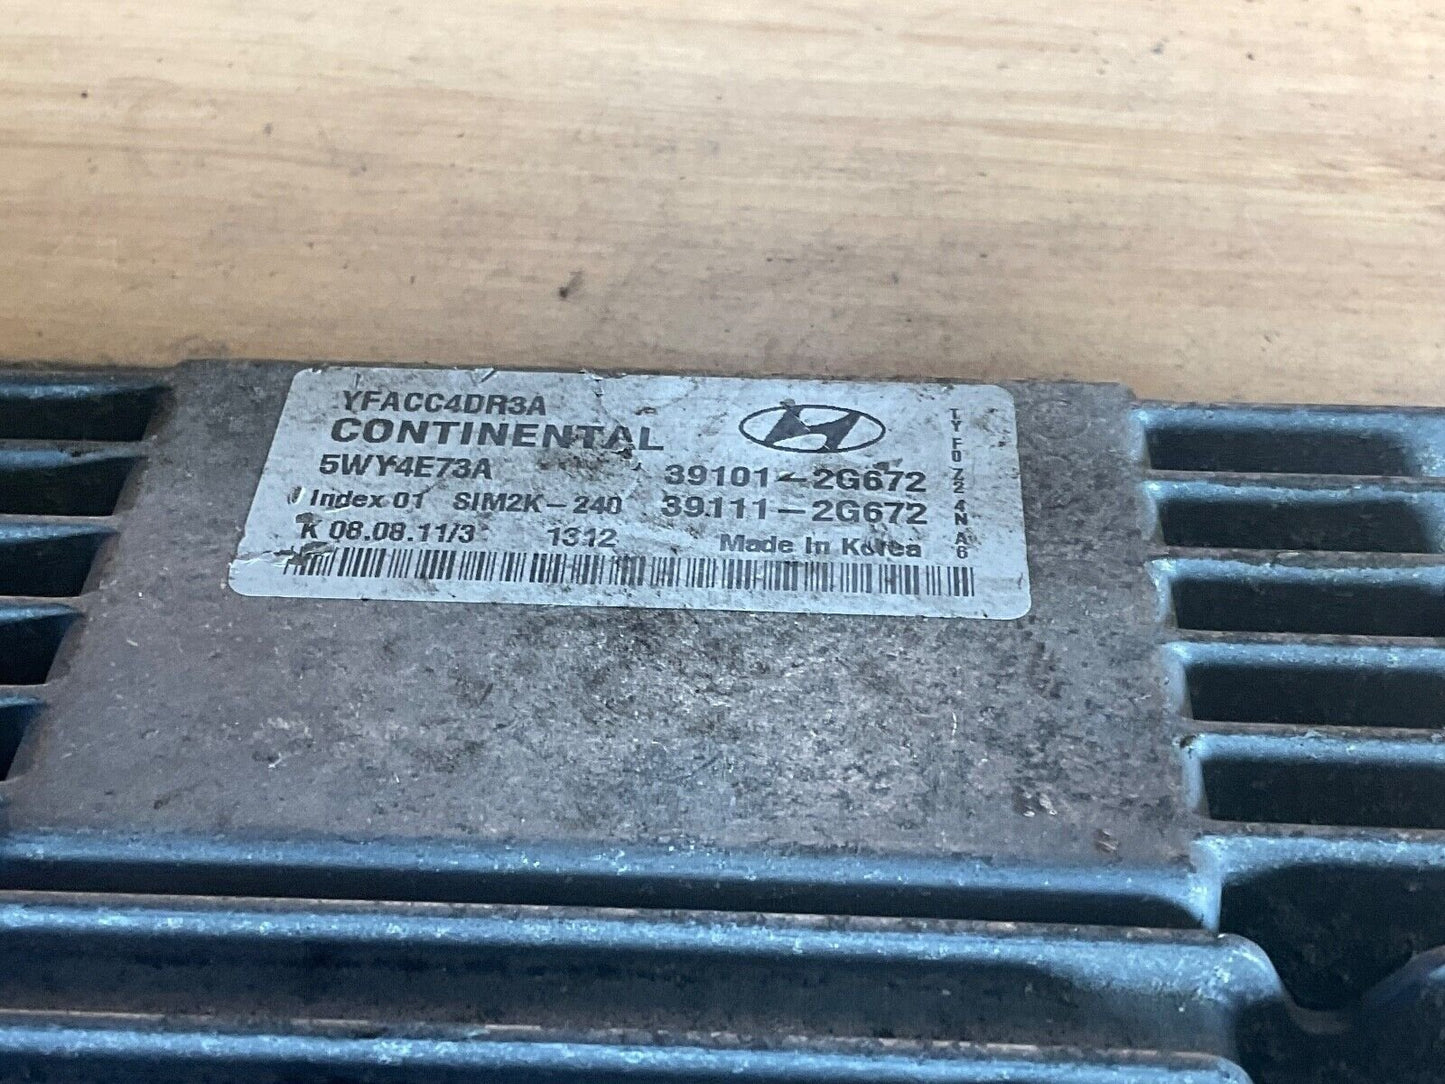 YFACC4DR3A
CONTINENTAL
5WY4E73A 39101-2G672
Index 01 SIM2K-240 39111-2G672
K 08.08.11/3 1312 Made In Korea
TYF0Z24NA6